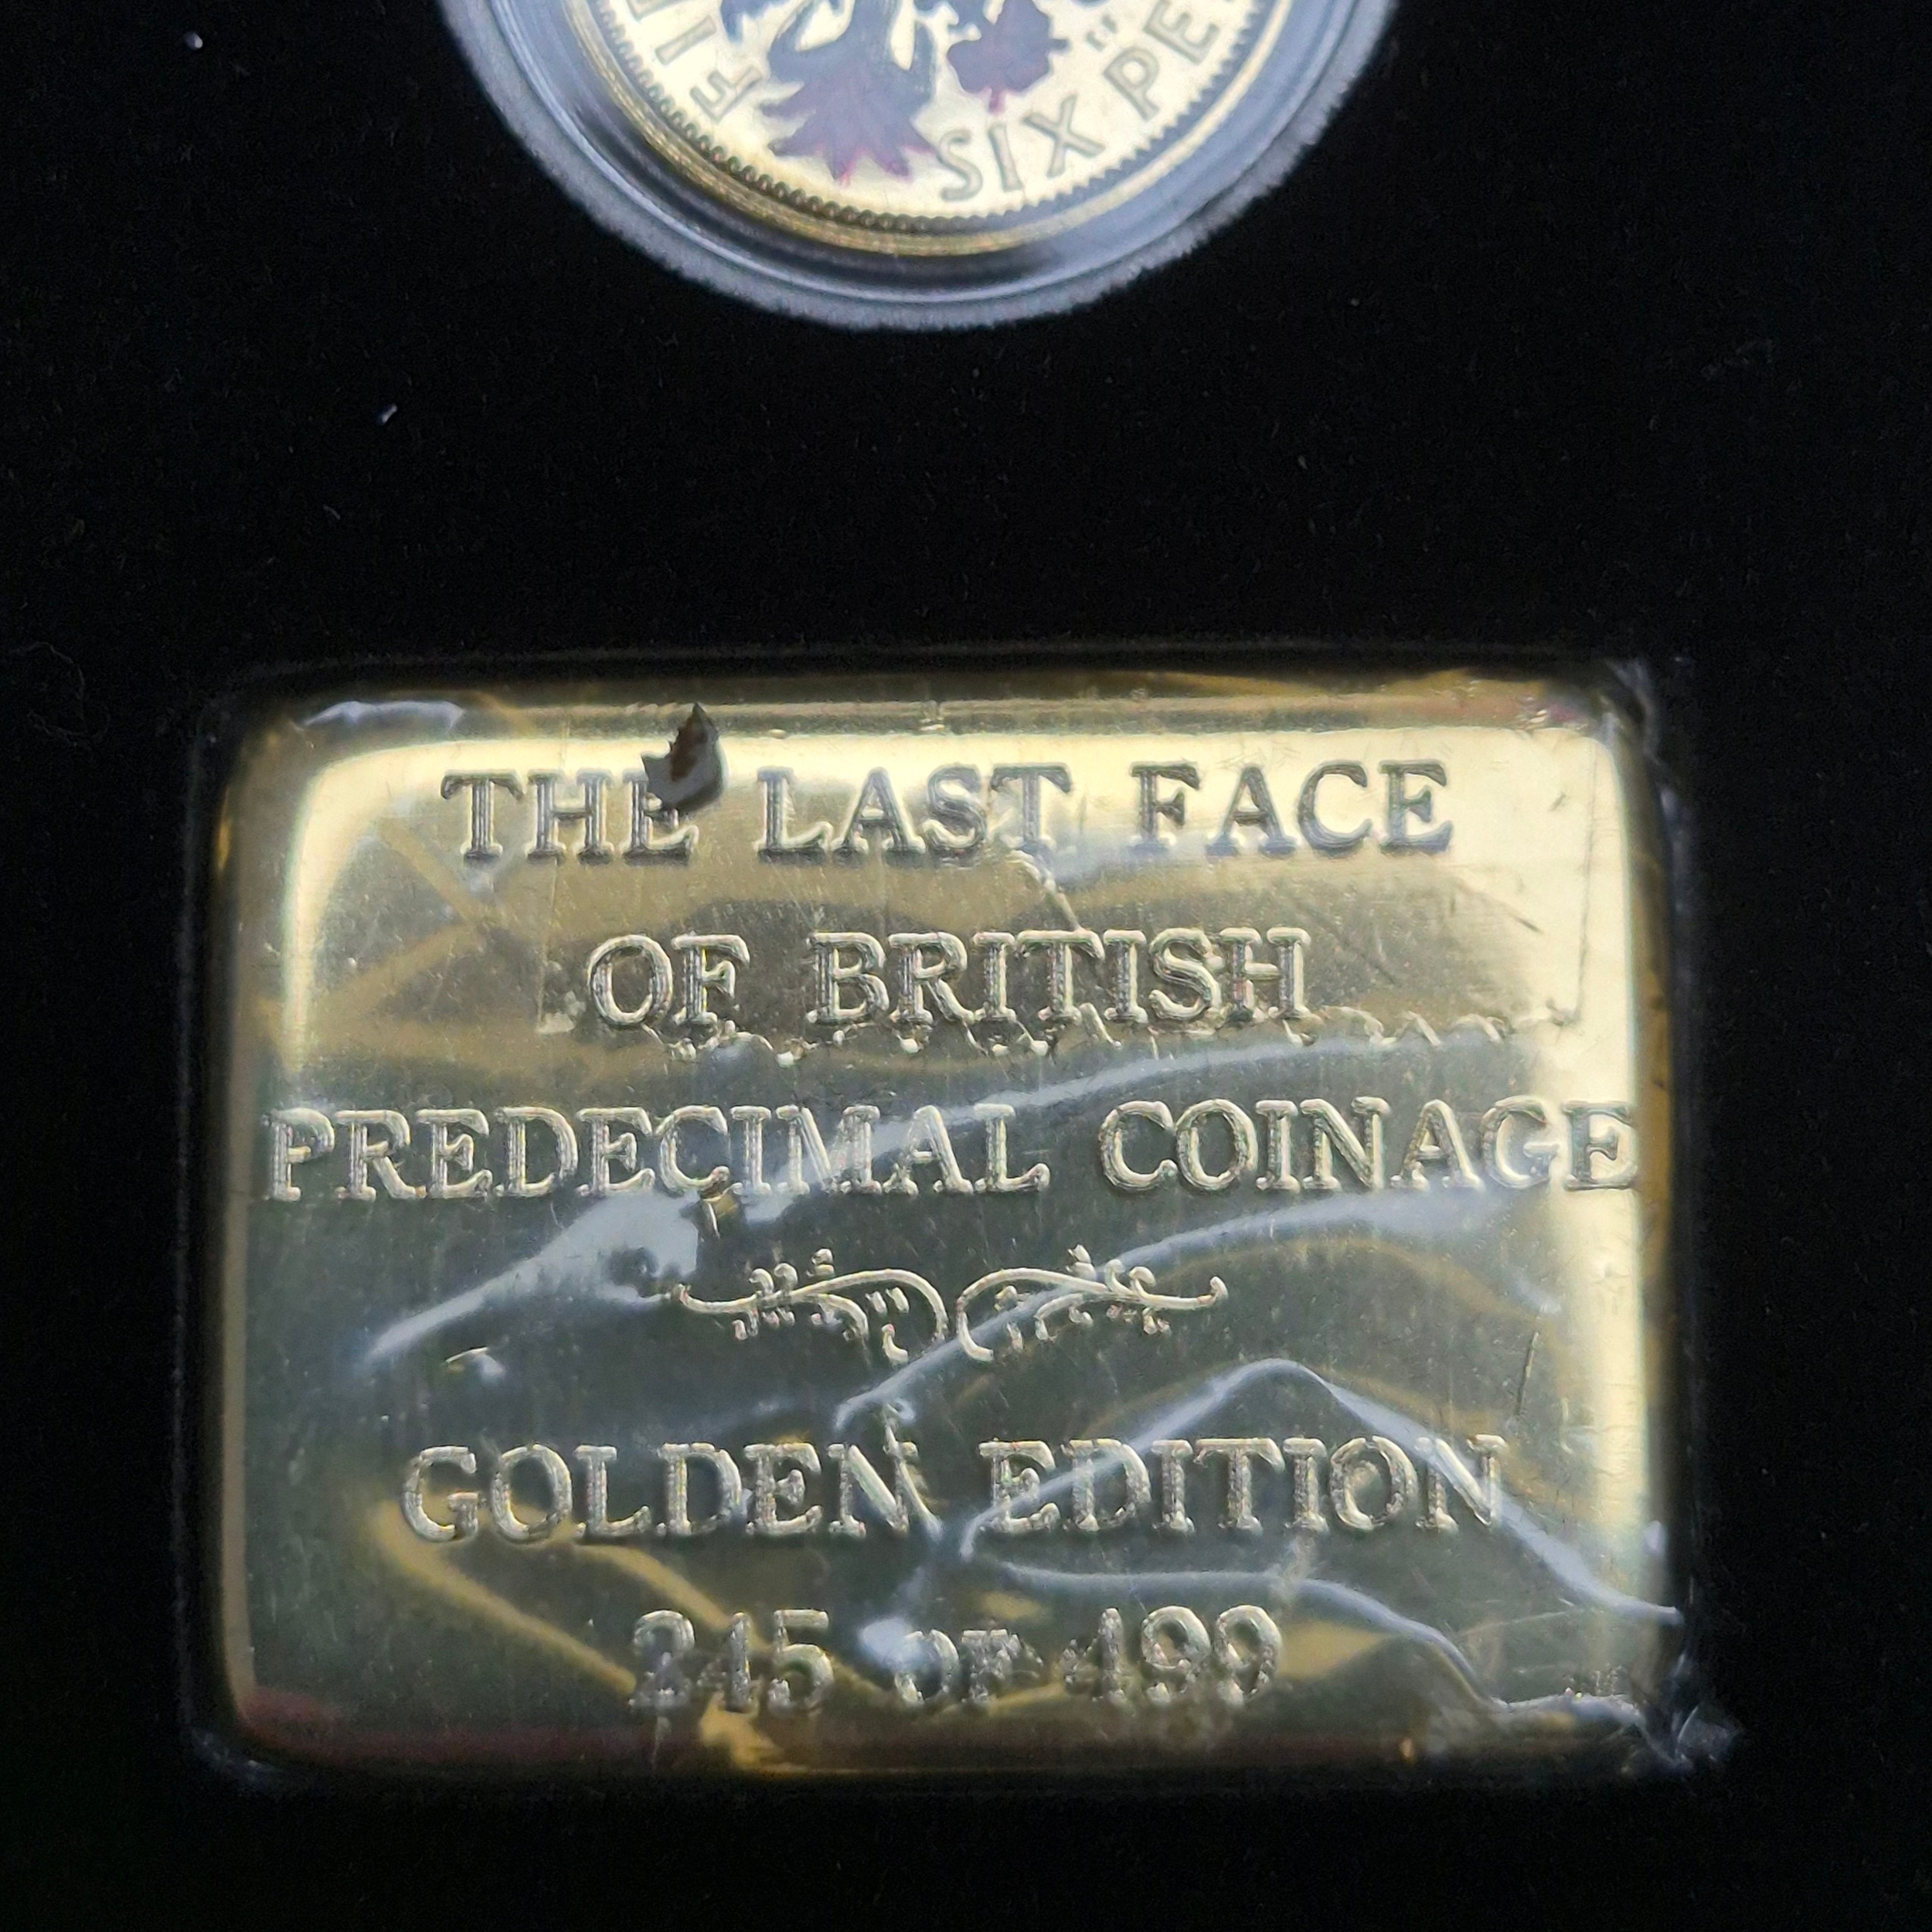 SIX PE
THE LAST FACE
OF BRITISH
PREDECIMAL COINAGE
GOLDEN EDITION
245 OF 499